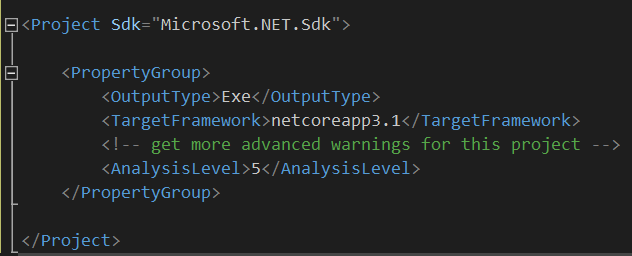 <Project Sdk="Microsoft.NET.Sdk">
<PropertyGroup>
<OutputType>Exe</OutputType>
<TargetFramework>netcoreapp3.1</TargetFramework>
<!-- get more advanced warnings for this project -->
<AnalysisLevel>5</AnalysisLevel>
</PropertyGroup>
</Project>